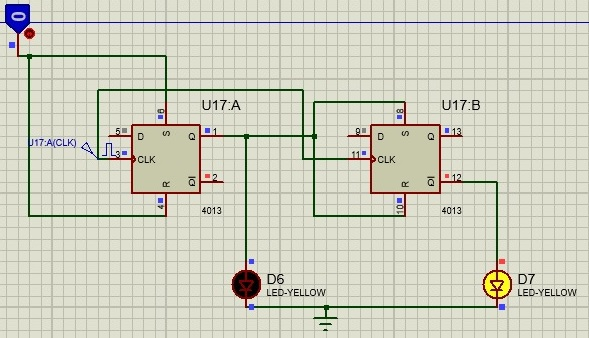 0
U17:A
U17:B
6
8
5 D S Q 1
9 D S Q 13
U17:A(CLK)
3 CLK
11 CLK
R Q 2
R Q 12
4
4013
10
4013
D6
LED-YELLOW
D7
LED-YELLOW